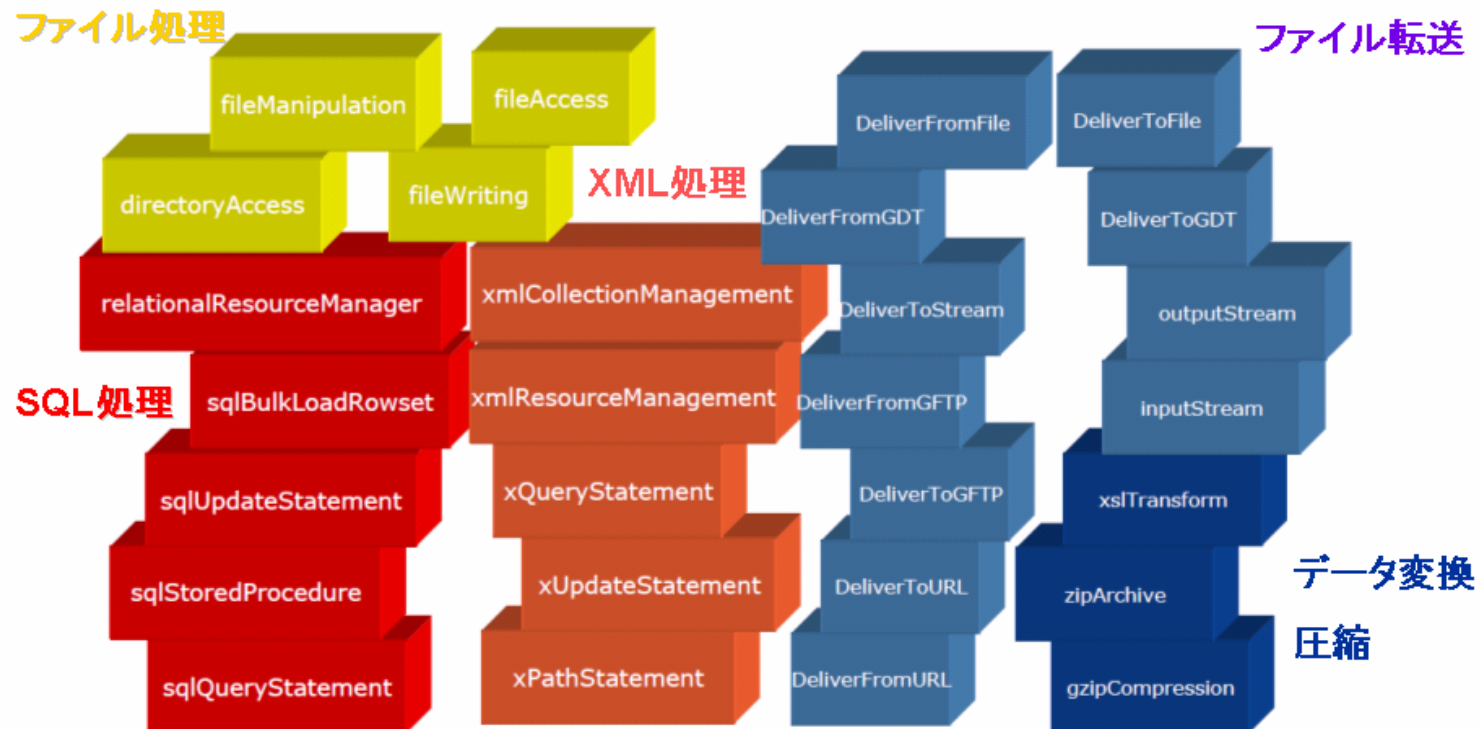 ファイル処理
fileManipulation
fileAccess
directoryAccess
fileWriting
SQL処理
relationalResourceManager
sqlBulkLoadRowset
sqlUpdateStatement
sqlStoredProcedure
sqlQueryStatement
XML処理
xmlCollectionManagement
xmlResourceManagement
xQueryStatement
xUpdateStatement
xPathStatement
ファイル転送
DeliverFromFile
DeliverToFile
DeliverFromGDT
DeliverToGDT
DeliverToStream
outputStream
DeliverFromGFTP
inputStream
DeliverToGFTP
DeliverToURL
DeliverFromURL
xslTransform
データ変換
zipArchive
圧縮
gzipCompression